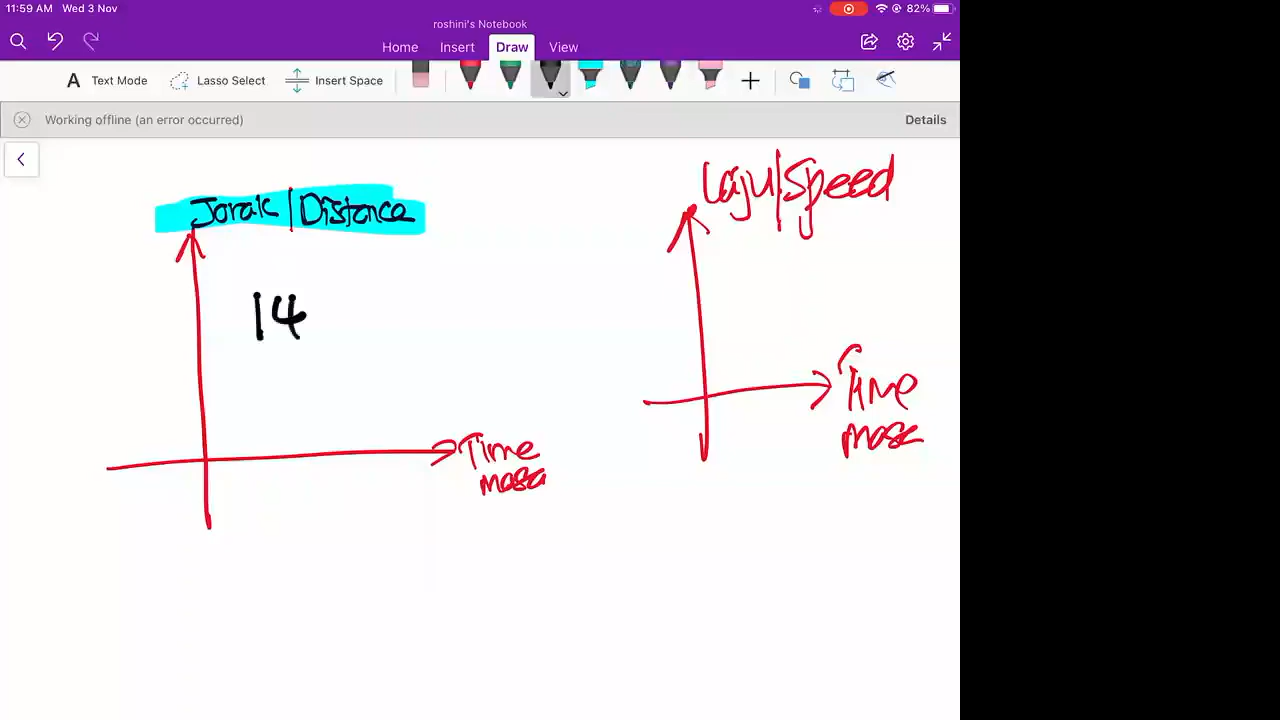 11:59 AM Wed 3 Nov 82%
roshini's Notebook
Home Insert Draw View
A Text Mode Lasso Select Insert Space
Working offline (an error occurred) Details
Jarak | Distance
14
Time
masa
Laju | Speed
Time
masa